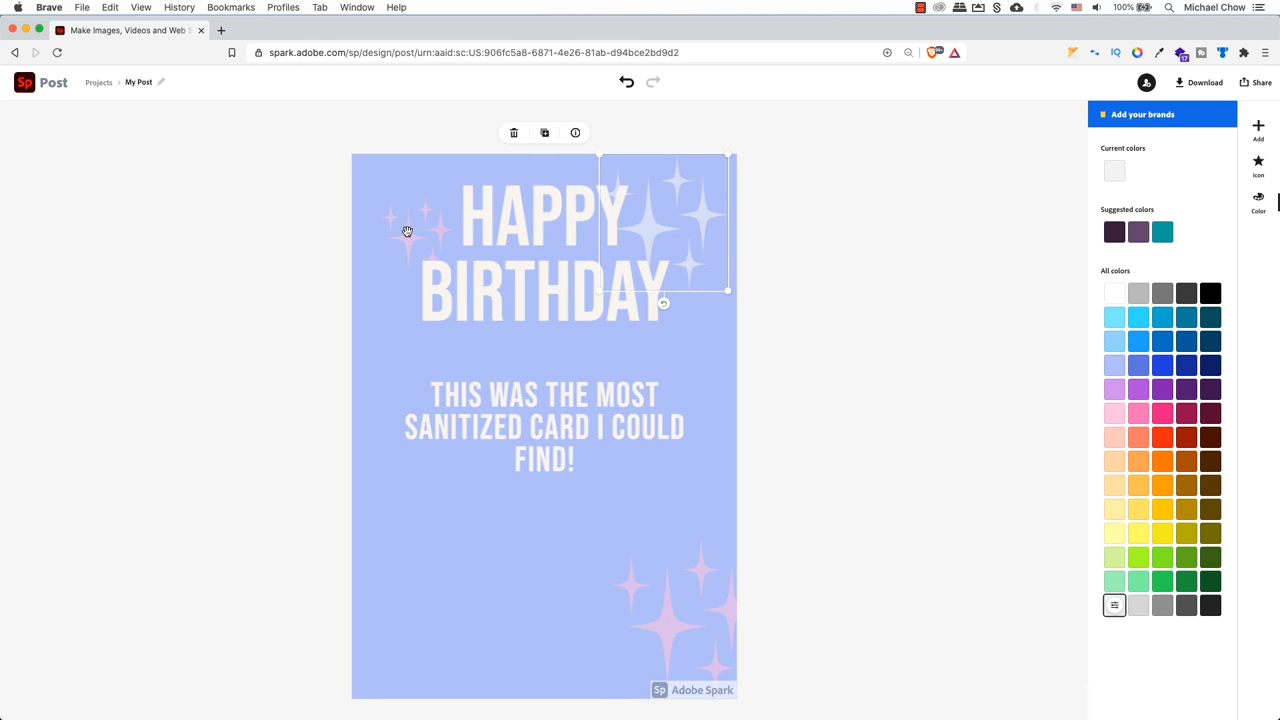 Brave File Edit View History Bookmarks Profiles Tab Window Help 100% Michael Chow
Make Images, Videos and Web S
spark.adobe.com/sp/design/post/urn:aaid:sc:US:906fc5a8-6871-4e26-81ab-d94bce2bd9d2
99+
IQ
17
Sp Post Projects > My Post Download Share
Add your brands
Add
Current colors
Icon
Color
Suggested colors
All colors
HAPPY
BIRTHDAY
THIS WAS THE MOST
SANITIZED CARD I COULD
FIND!
Sp Adobe Spark